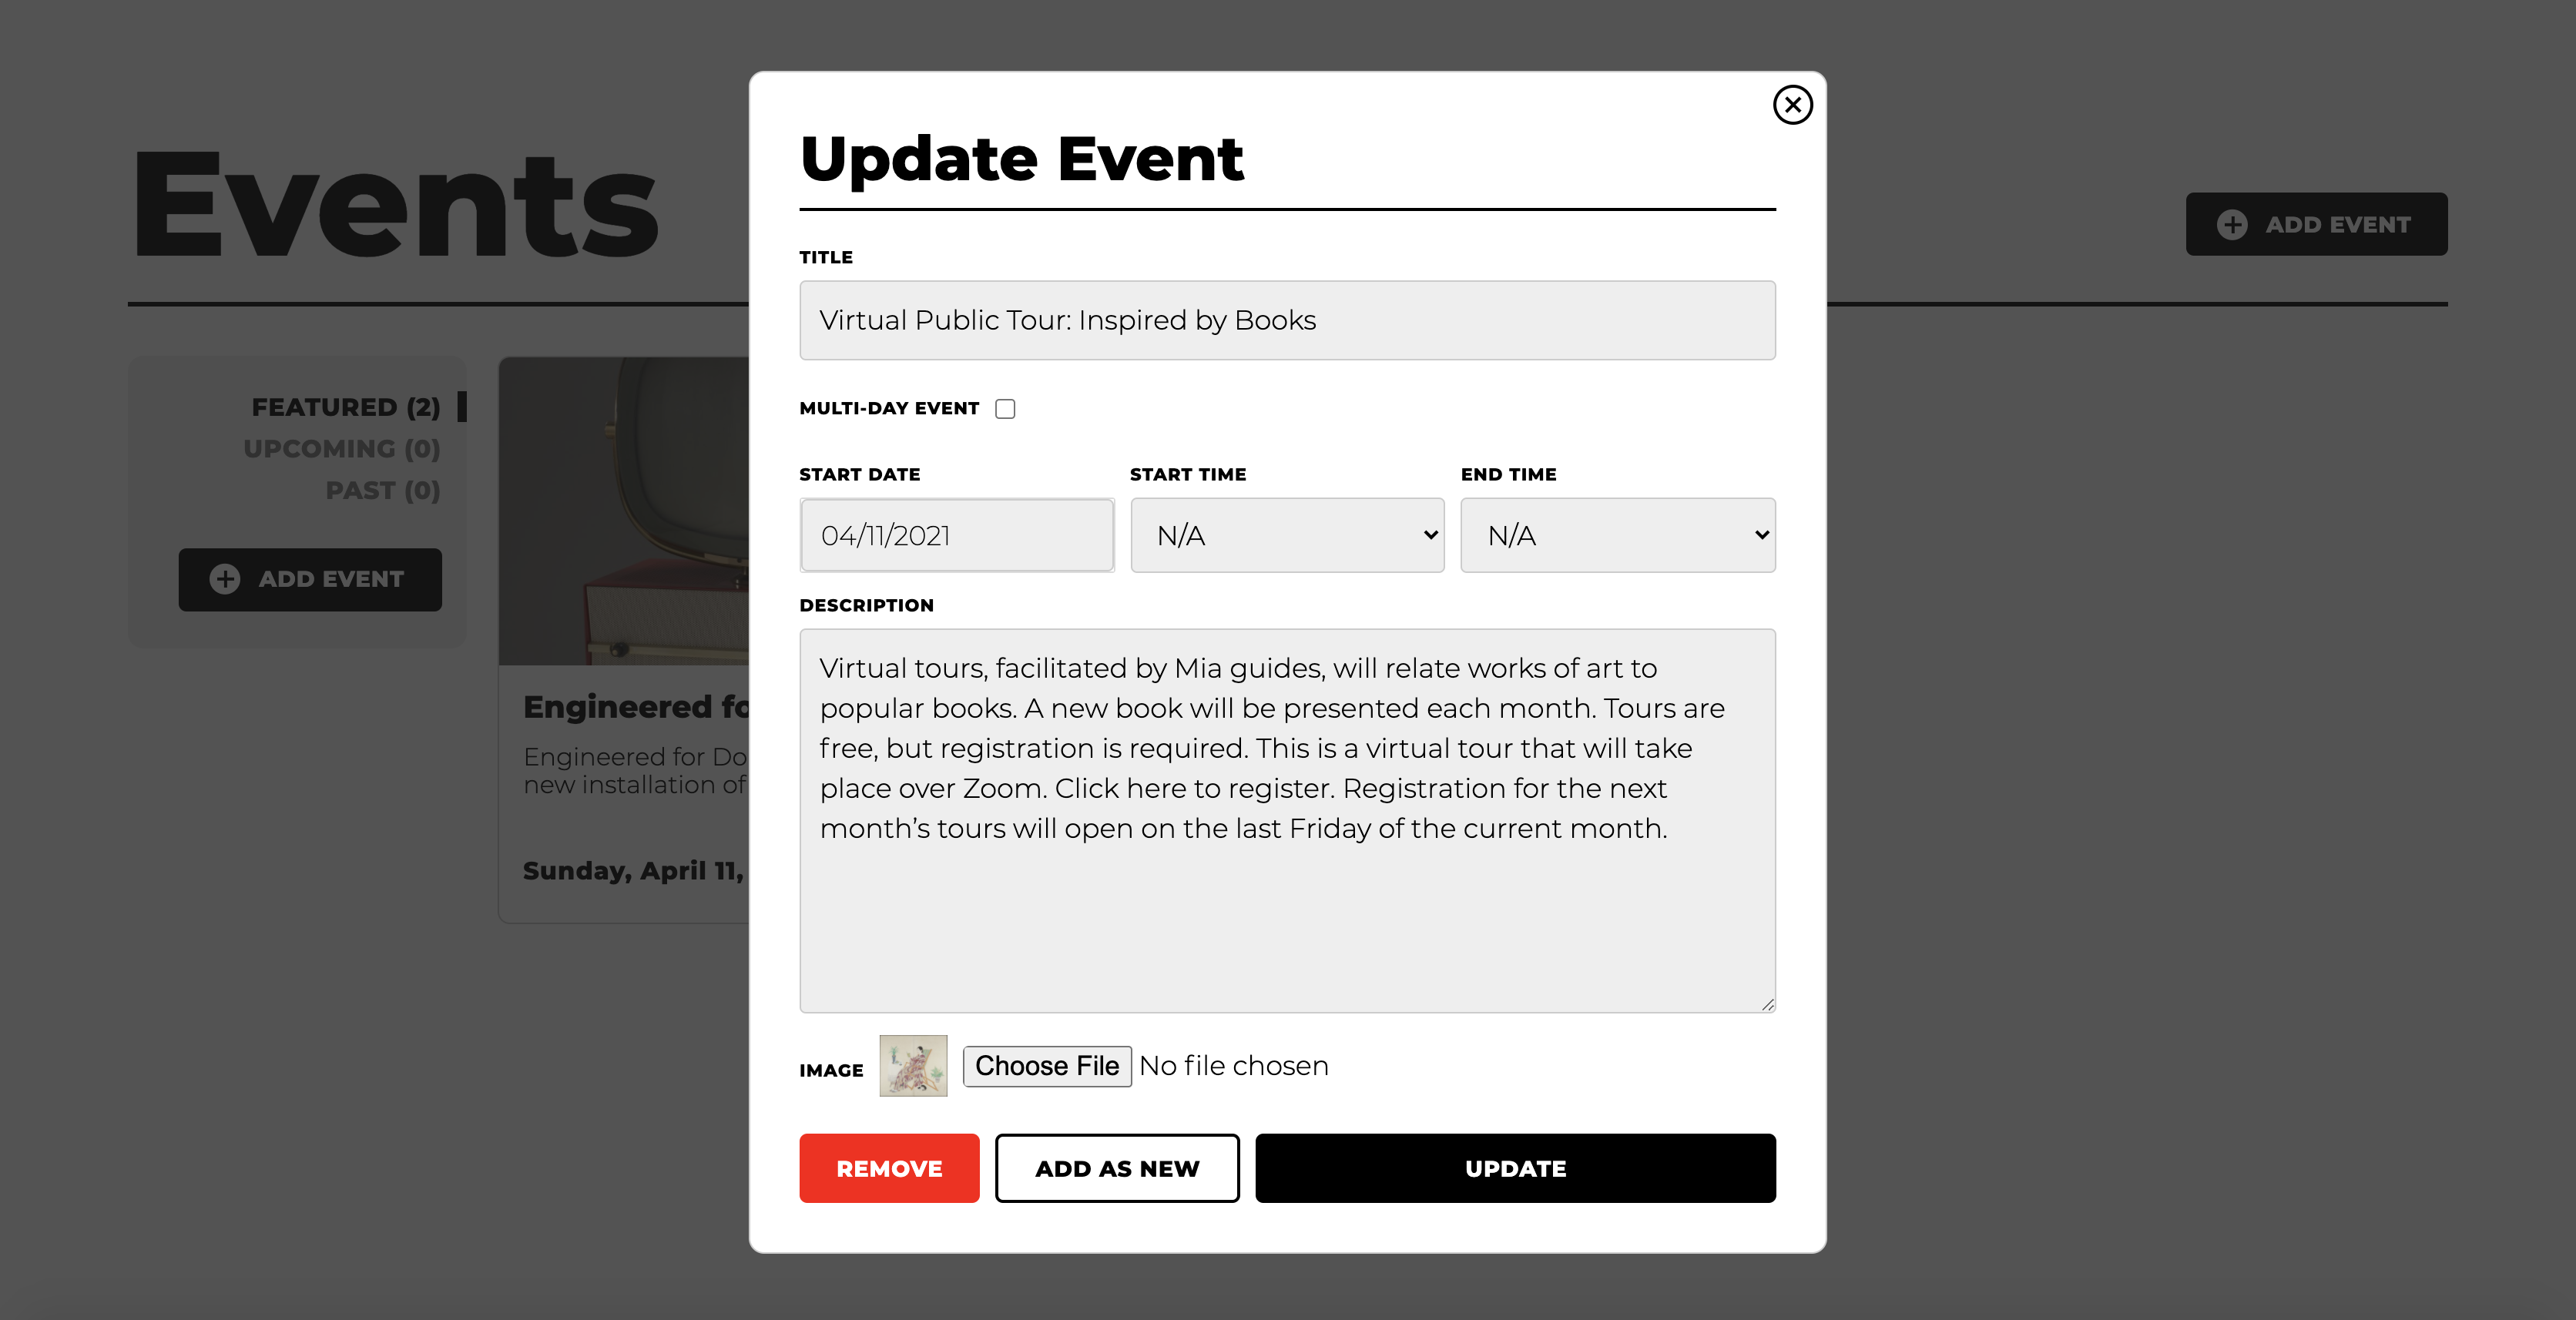 Events
ADD EVENT
FEATURED (2)
UPCOMING (0)
PAST (0)
ADD EVENT
Engineered
Engineered for
new installation of
Sunday, April 11,
Update Event
TITLE
Virtual Public Tour: Inspired by Books
MULTI-DAY EVENT
START DATE
START TIME
END TIME
04/11/2021
N/A
N/A
DESCRIPTION
Virtual tours, facilitated by Mia guides, will relate works of art to
popular books. A new book will be presented each month. Tours are
free, but registration is required. This is a virtual tour that will take
place over Zoom. Click here to register. Registration for the next
month’s tours will open on the last Friday of the current month.
IMAGE
Choose File No file chosen
REMOVE
ADD AS NEW
UPDATE